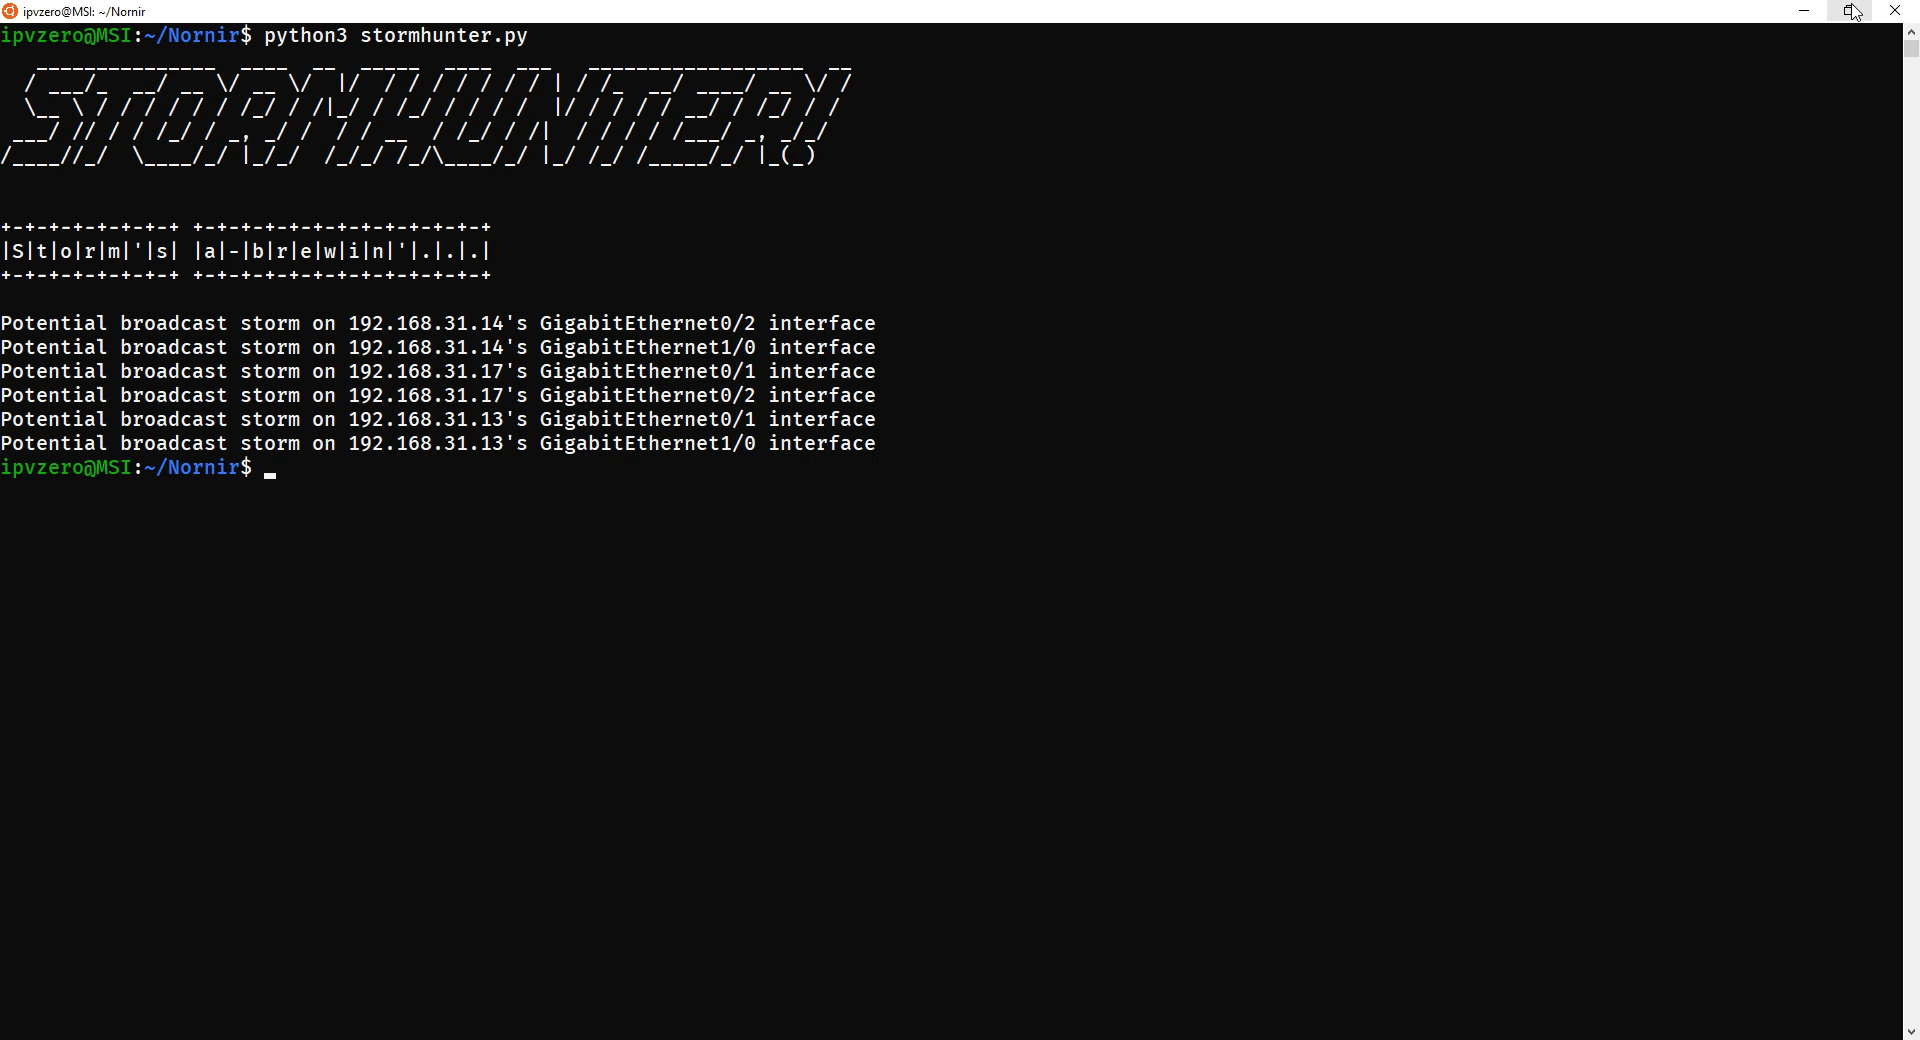 ipvzero@MSI: ~/Nornir
ipvzero@MSI:~/Nornir$ python3 stormhunter.py
STORMHUNTER!
+-+-+-+-+-+-+-+ +-+-+-+-+-+-+-+-+-+-+-+-+
|S|t|o|r|m|'|s| |a|-|b|r|e|w|i|n|'|.|.|.|
+-+-+-+-+-+-+-+ +-+-+-+-+-+-+-+-+-+-+-+-+
Potential broadcast storm on 192.168.31.14's GigabitEthernet0/2 interface
Potential broadcast storm on 192.168.31.14's GigabitEthernet1/0 interface
Potential broadcast storm on 192.168.31.17's GigabitEthernet0/1 interface
Potential broadcast storm on 192.168.31.17's GigabitEthernet0/2 interface
Potential broadcast storm on 192.168.31.13's GigabitEthernet0/1 interface
Potential broadcast storm on 192.168.31.13's GigabitEthernet1/0 interface
ipvzero@MSI:~/Nornir$